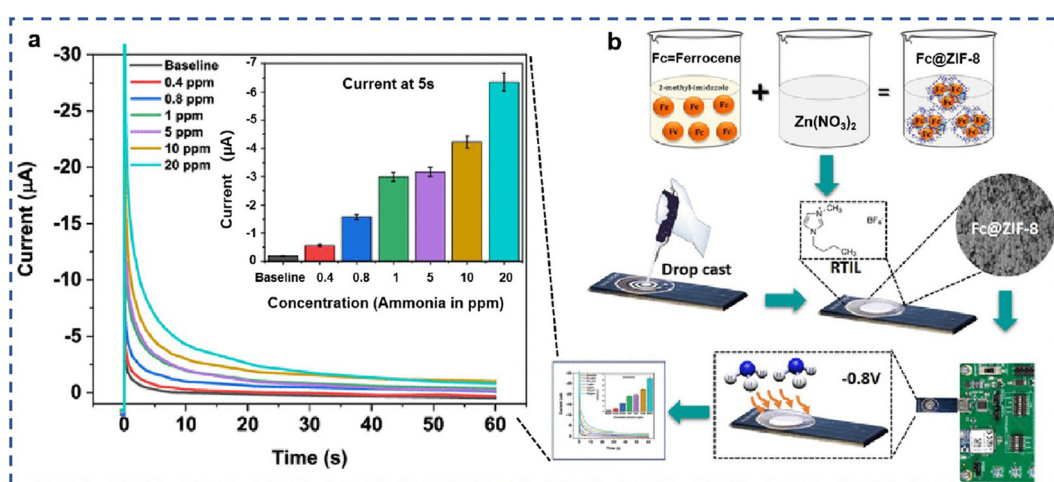 a
-30
-25
-20
-15
-10
-5
0
Current(μA)
Baseline
0.4 ppm
0.8 ppm
1 ppm
5 ppm
10 ppm
20 ppm
-7
-6
-5
-4
-3
-2
-1
0
Current (μA)
Current at 5s
Baseline 0.4 0.8 1 5 10 20
Concentration (Ammonia in ppm)
0 10 20 30 40 50 60
Time (s)
b
Fc=Ferrocene
2-methyl-imidazole
Fc Fc Fc
Fc Fc Fc
+
Zn(NO3)2
=
Fc@ZIF-8
Fc
Fc Fc
Drop cast
CH3
N
N
BF4
CH3
RTIL
Fc@ZIF-8
-0.8V